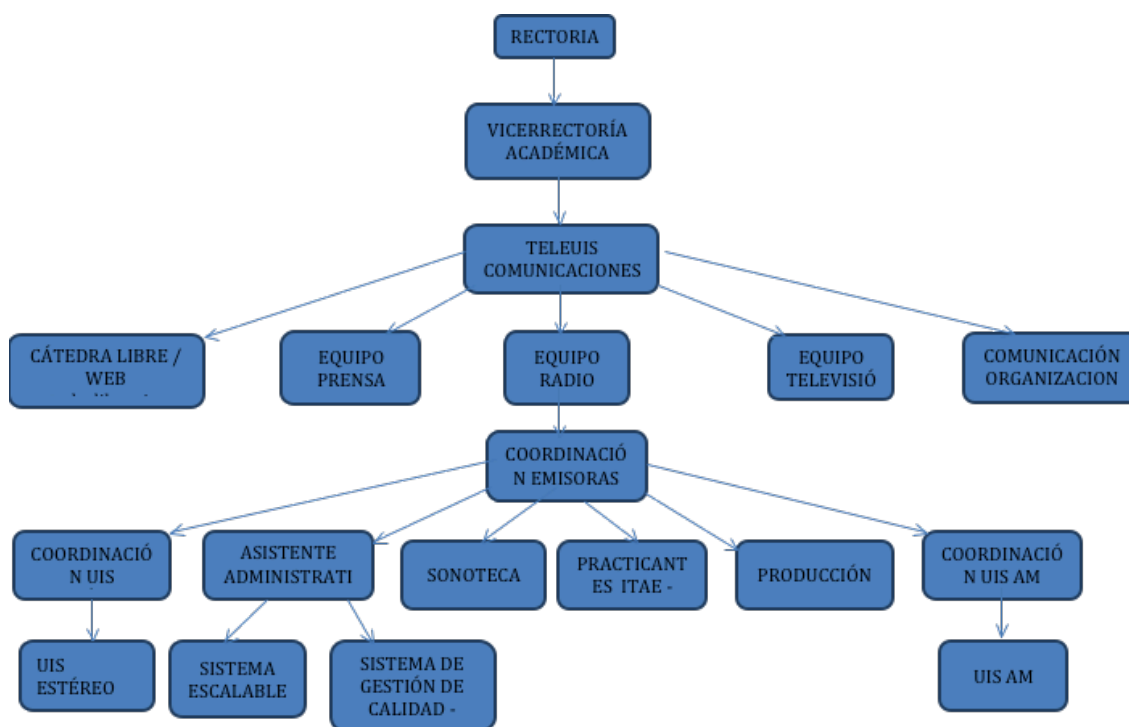 RECTORIA
VICERRECTORÍA
ACADÉMICA
TELEUIS
COMUNICACIONES
CÁTEDRA LIBRE /
WEB
EQUIPO
PRENSA
EQUIPO
RADIO
EQUIPO
TELEVISIÓ
COMUNICACIÓN
ORGANIZACION
COORDINACIÓ
N EMISORAS
COORDINACIÓ
N UIS
ASISTENTE
ADMINISTRATI
SONOTECA
PRACTICANT
ES ITAE -
PRODUCCIÓN
COORDINACIÓ
N UIS AM
UIS
ESTÉREO
SISTEMA
ESCALABLE
SISTEMA DE
GESTIÓN DE
CALIDAD -
UIS AM